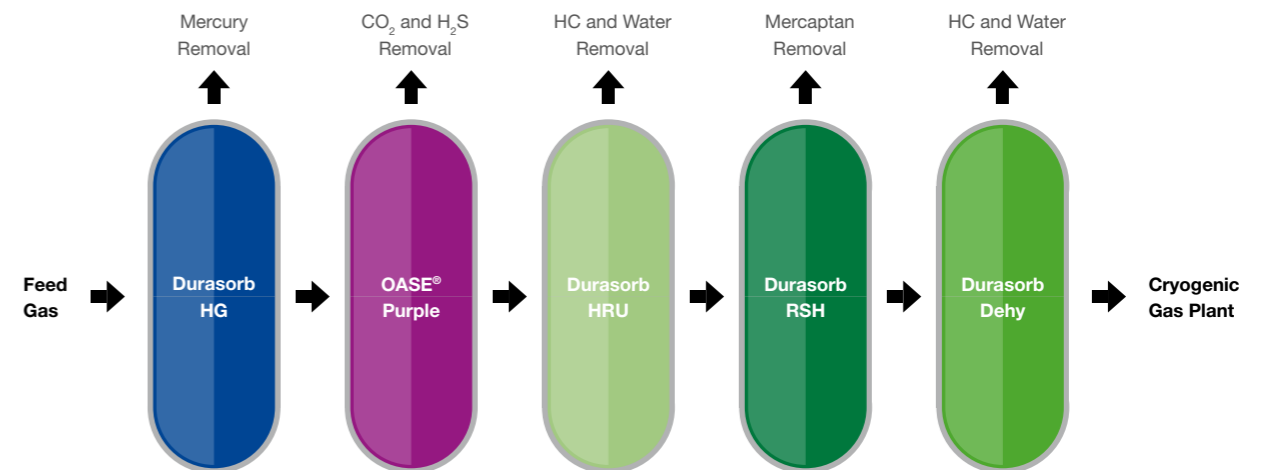 Mercury
Removal
CO₂ and H₂S
Removal
HC and Water
Removal
Mercaptan
Removal
HC and Water
Removal
Feed
Gas
Durasorb
HG
OASE®
Purple
Durasorb
HRU
Durasorb
RSH
Durasorb
Dehy
Cryogenic
Gas Plant